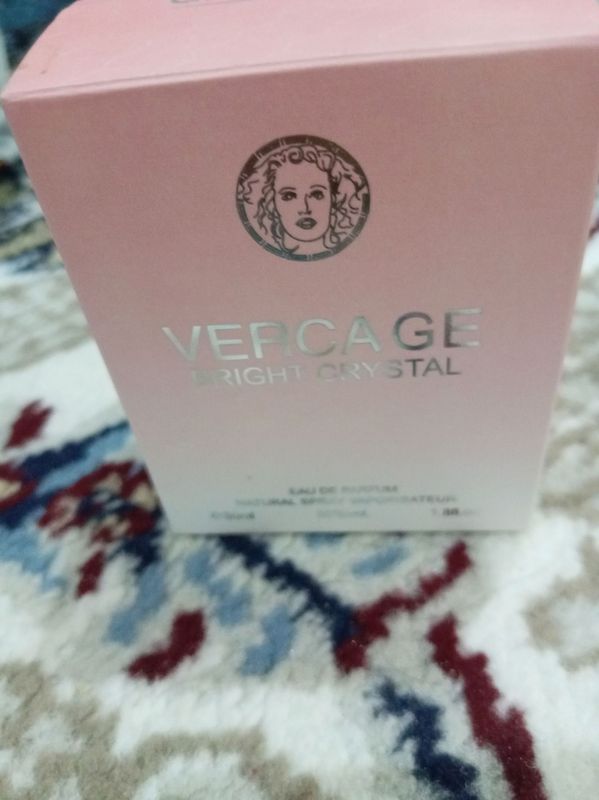 VERCAGE
BRIGHT CRYSTAL
EAU DE PARFUM
NATURAL SPRAY VAPORISATEUR